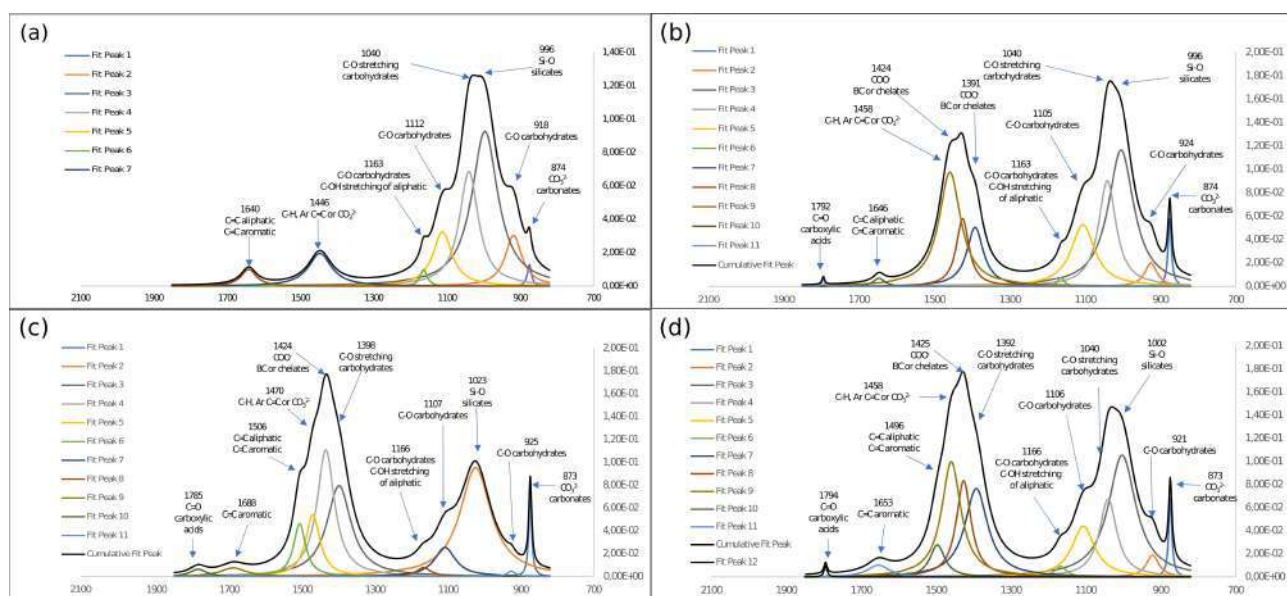 (a)
Fit Peak 1
Fit Peak 2
Fit Peak 3
Fit Peak 4
Fit Peak 5
Fit Peak 6
Fit Peak 7
1640
C=C aliphatic
C=C aromatic
1446
C-H, Ar C=C or CO₃²⁻
1163
C-O carbohydrates
C-OH stretching of aliphatic
1112
C-O carbohydrates
1040
C-O stretching
carbohydrates
996
Si-O
silicates
918
C-O carbohydrates
874
CO₃²⁻
carbonates
1,40E-01
1,20E-01
1,00E-01
8,00E-02
6,00E-02
4,00E-02
2,00E-02
0,00E+00
2100 1900 1700 1500 1300 1100 900 700
(b)
Fit Peak 1
Fit Peak 2
Fit Peak 3
Fit Peak 4
Fit Peak 5
Fit Peak 6
Fit Peak 7
Fit Peak 8
Fit Peak 9
Fit Peak 10
Fit Peak 11
Cumulative Fit Peak
1792
C=O
carboxylic
acids
1646
C=C aliphatic
C=C aromatic
1458
C-H, Ar C=C or CO₃²⁻
1424
COO
BC or chelates
1391
COO
BC or chelates
1163
C-O carbohydrates
C-OH stretching
of aliphatic
1105
C-O carbohydrates
1040
C-O stretching
carbohydrates
996
Si-O
silicates
924
C-O carbohydrates
874
CO₃²⁻
carbonates
2,00E-01
1,80E-01
1,60E-01
1,40E-01
1,20E-01
1,00E-01
8,00E-02
6,00E-02
4,00E-02
2,00E-02
0,00E+00
2100 1900 1700 1500 1300 1100 900 700
(c)
Fit Peak 1
Fit Peak 2
Fit Peak 3
Fit Peak 4
Fit Peak 5
Fit Peak 6
Fit Peak 7
Fit Peak 8
Fit Peak 9
Fit Peak 10
Fit Peak 11
Cumulative Fit Peak
1785
C=O
carboxylic
acids
1688
C=C aromatic
1506
C=C aliphatic
C=C aromatic
1470
C-H, Ar C=C or CO₃²⁻
1424
COO
BC or chelates
1398
C-O stretching
carbohydrates
1166
C-O carbohydrates
C-OH stretching
of aliphatic
1107
C-O carbohydrates
1023
Si-O
silicates
925
C-O carbohydrates
873
CO₃²⁻
carbonates
2,00E-01
1,80E-01
1,60E-01
1,40E-01
1,20E-01
1,00E-01
8,00E-02
6,00E-02
4,00E-02
2,00E-02
0,00E+00
2100 1900 1700 1500 1300 1100 900 700
(d)
Fit Peak 1
Fit Peak 2
Fit Peak 3
Fit Peak 4
Fit Peak 5
Fit Peak 6
Fit Peak 7
Fit Peak 8
Fit Peak 9
Fit Peak 10
Fit Peak 11
Cumulative Fit Peak
Fit Peak 12
1794
C=O
carboxylic
acids
1653
C=C aromatic
1496
C=C aliphatic
C=C aromatic
1458
C-H, Ar C=C or CO₃²⁻
1425
COO
BC or chelates
1392
C-O stretching
carbohydrates
1166
C-O carbohydrates
C-OH stretching
of aliphatic
1106
C-O carbohydrates
1040
C-O stretching
carbohydrates
1002
Si-O
silicates
921
C-O carbohydrates
873
CO₃²⁻
carbonates
2,00E-01
1,80E-01
1,60E-01
1,40E-01
1,20E-01
1,00E-01
8,00E-02
6,00E-02
4,00E-02
2,00E-02
0,00E+00
2100 1900 1700 1500 1300 1100 900 700